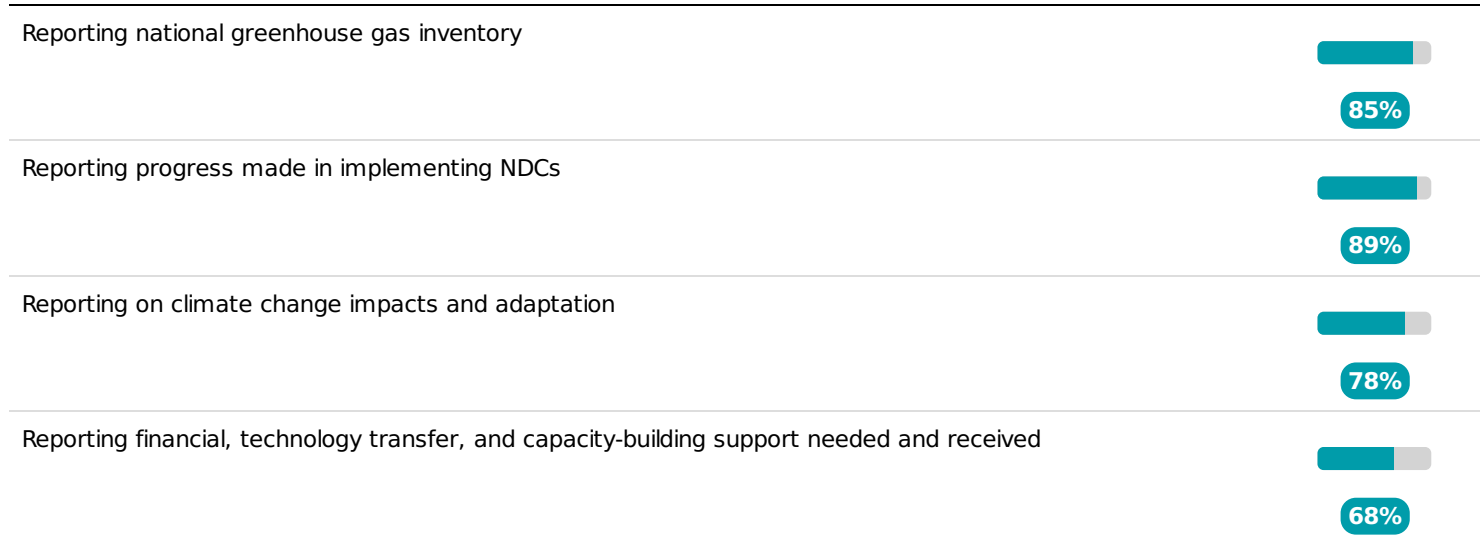 Reporting national greenhouse gas inventory
85%
Reporting progress made in implementing NDCs
89%
Reporting on climate change impacts and adaptation
78%
Reporting financial, technology transfer, and capacity-building support needed and received
68%